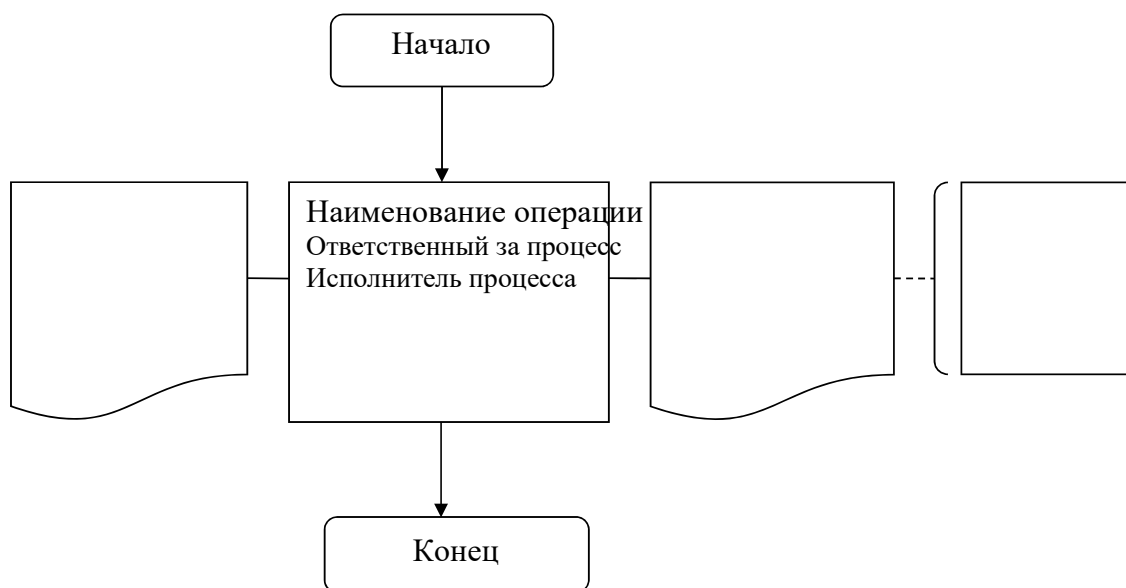 Начало
Наименование операции
Ответственный за процесс
Исполнитель процесса
Конец